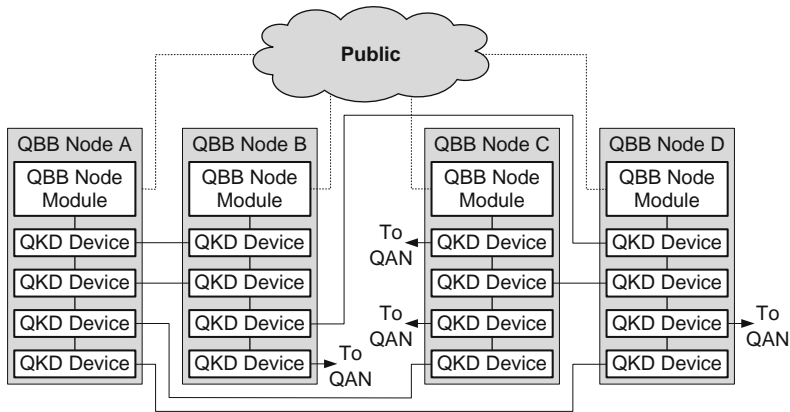 Public
QBB Node A
QBB Node
Module
QKD Device
QKD Device
QKD Device
QKD Device
QBB Node B
QBB Node
Module
QKD Device
QKD Device
QKD Device
QKD Device
To
QAN
QBB Node C
QBB Node
Module
To
QAN
QKD Device
QKD Device
To
QAN
QKD Device
QKD Device
QBB Node D
QBB Node
Module
QKD Device
QKD Device
QKD Device
To
QAN
QKD Device